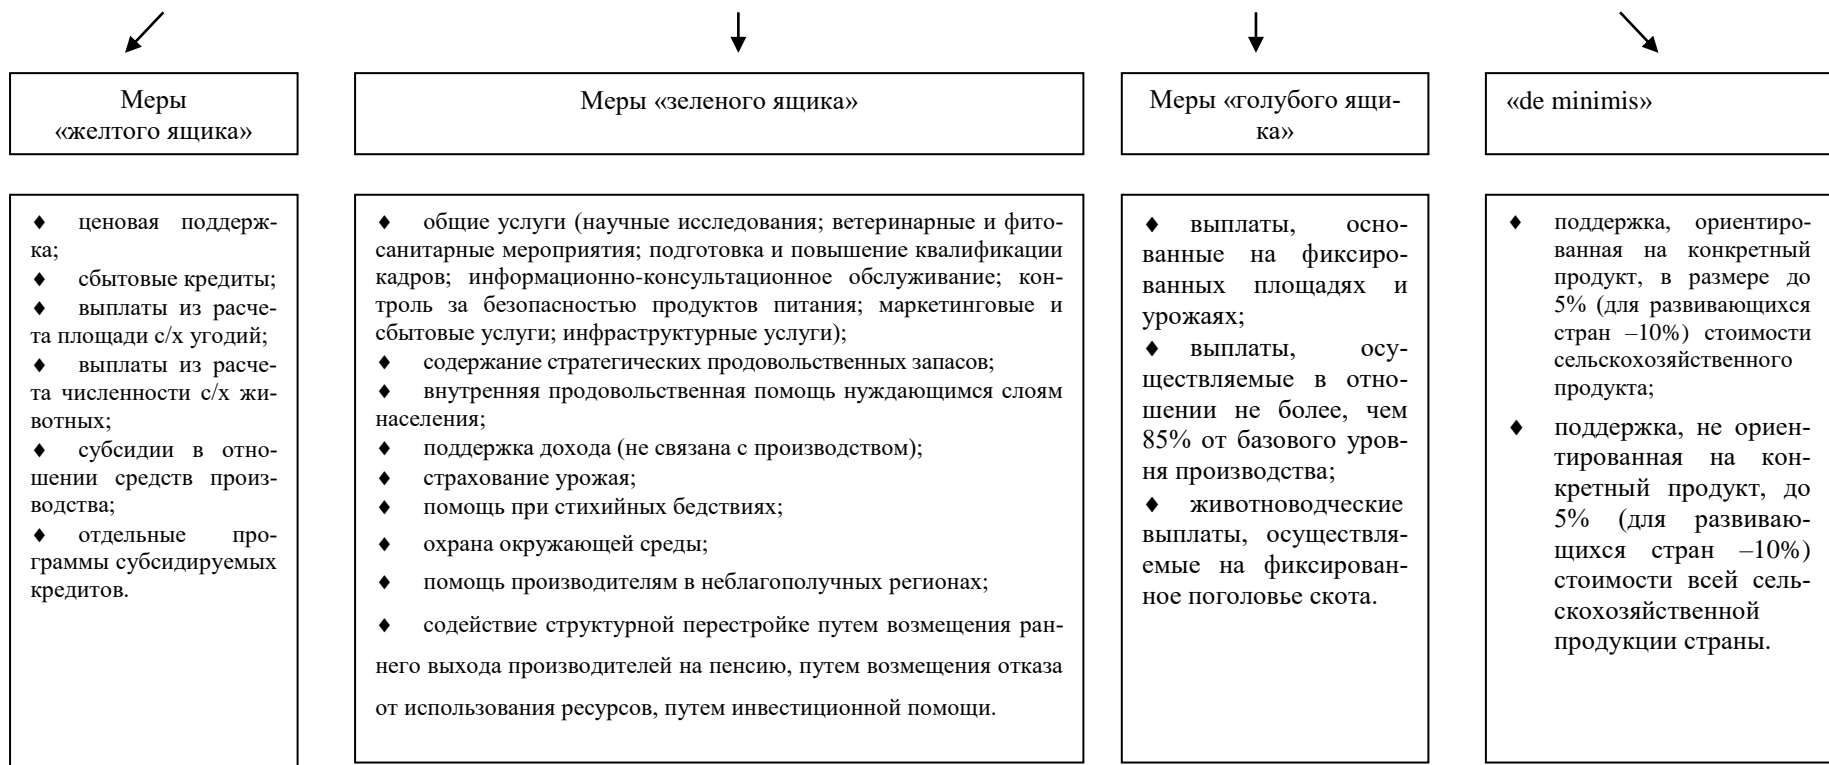 Меры
«желтого ящика»
Меры «зеленого ящика»
Меры «голубого ящи-
ка»
«de minimis»
♦ ценовая поддерж-
ка;
♦ сбытовые кредиты;
♦ выплаты из расче-
та площади с/х угодий;
♦ выплаты из расче-
та численности с/х жи-
вотных;
♦ субсидии в отно-
шении средств произ-
водства;
♦ отдельные про-
граммы субсидируемых
кредитов.
♦ общие услуги (научные исследования; ветеринарные и фито-
санитарные мероприятия; подготовка и повышение квалификации
кадров; информационно-консультационное обслуживание; кон-
троль за безопасностью продуктов питания; маркетинговые и
сбытовые услуги; инфраструктурные услуги);
♦ содержание стратегических продовольственных запасов;
♦ внутренняя продовольственная помощь нуждающимся слоям
населения;
♦ поддержка дохода (не связана с производством);
♦ страхование урожая;
♦ помощь при стихийных бедствиях;
♦ охрана окружающей среды;
♦ помощь производителям в неблагополучных регионах;
♦ содействие структурной перестройке путем возмещения ран-
него выхода производителей на пенсию, путем возмещения отказа
от использования ресурсов, путем инвестиционной помощи.
♦ выплаты, осно-
ванные на фиксиро-
ванных площадях и
урожаях;
♦ выплаты, осу-
ществляемые в отно-
шении не более, чем
85% от базового уров-
ня производства;
♦ животноводческие
выплаты, осуществля-
емые на фиксирован-
ное поголовье скота.
♦ поддержка, ориентиро-
ванная на конкретный
продукт, в размере до
5% (для развивающихся
стран –10%) стоимости
сельскохозяйственного
продукта;
♦ поддержка, не ориен-
тированная на кон-
кретный продукт, до
5% (для развиваю-
щихся стран –10%)
стоимости всей сель-
скохозяйственной
продукции страны.